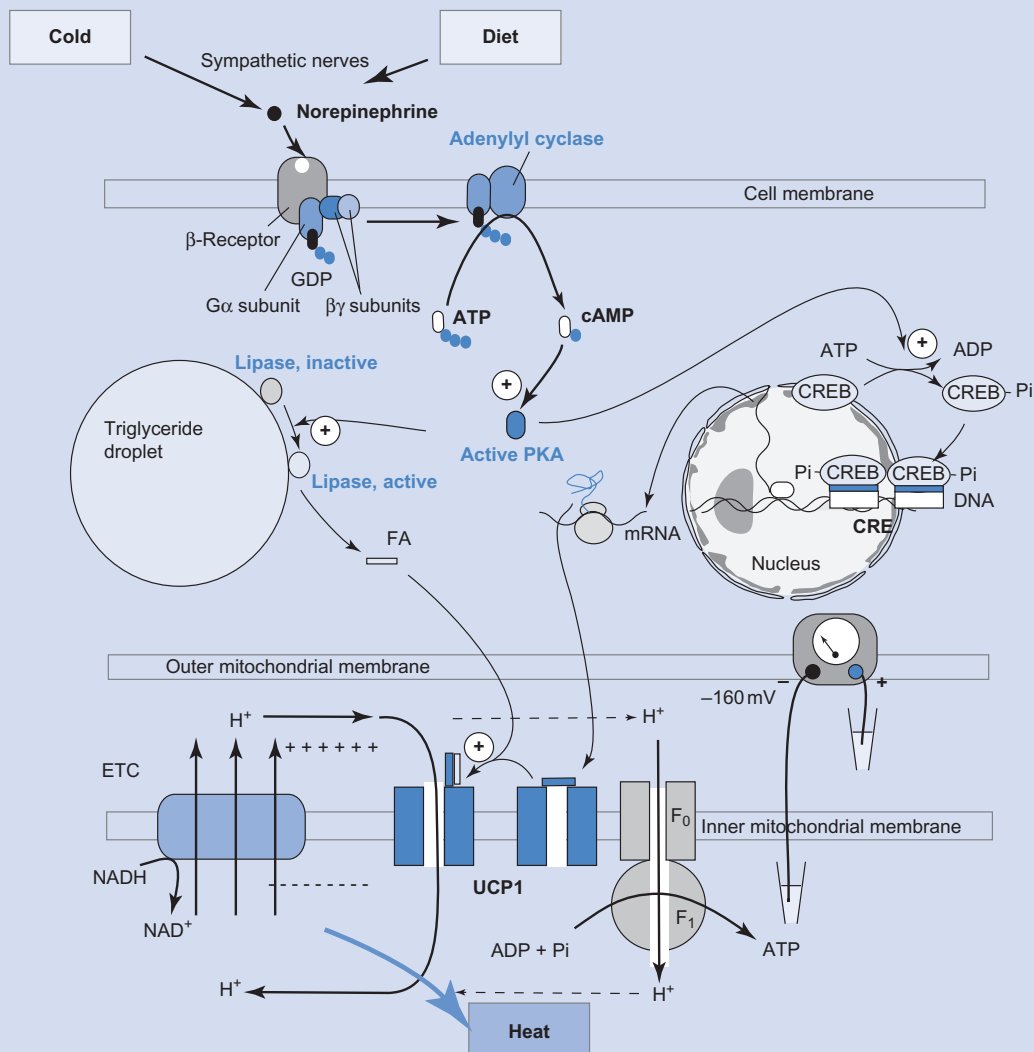 Cold
Diet
Sympathetic nerves
Norepinephrine
Adenylyl cyclase
Cell membrane
β-Receptor
GDP
Gα subunit
βγ subunits
ATP
cAMP
+
ATP
ADP
Lipase, inactive
+
CREB
CREB
Pi
Triglyceride
droplet
+
Active PKA
Lipase, active
Pi
CREB
CREB
Pi
DNA
CRE
mRNA
FA
Nucleus
Outer mitochondrial membrane
–
+
–160 mV
H⁺
H⁺
+ + + + + +
+
ETC
F₀
Inner mitochondrial membrane
NADH
UCP1
F₁
NAD⁺
ADP + Pi
ATP
H⁺
H⁺
Heat